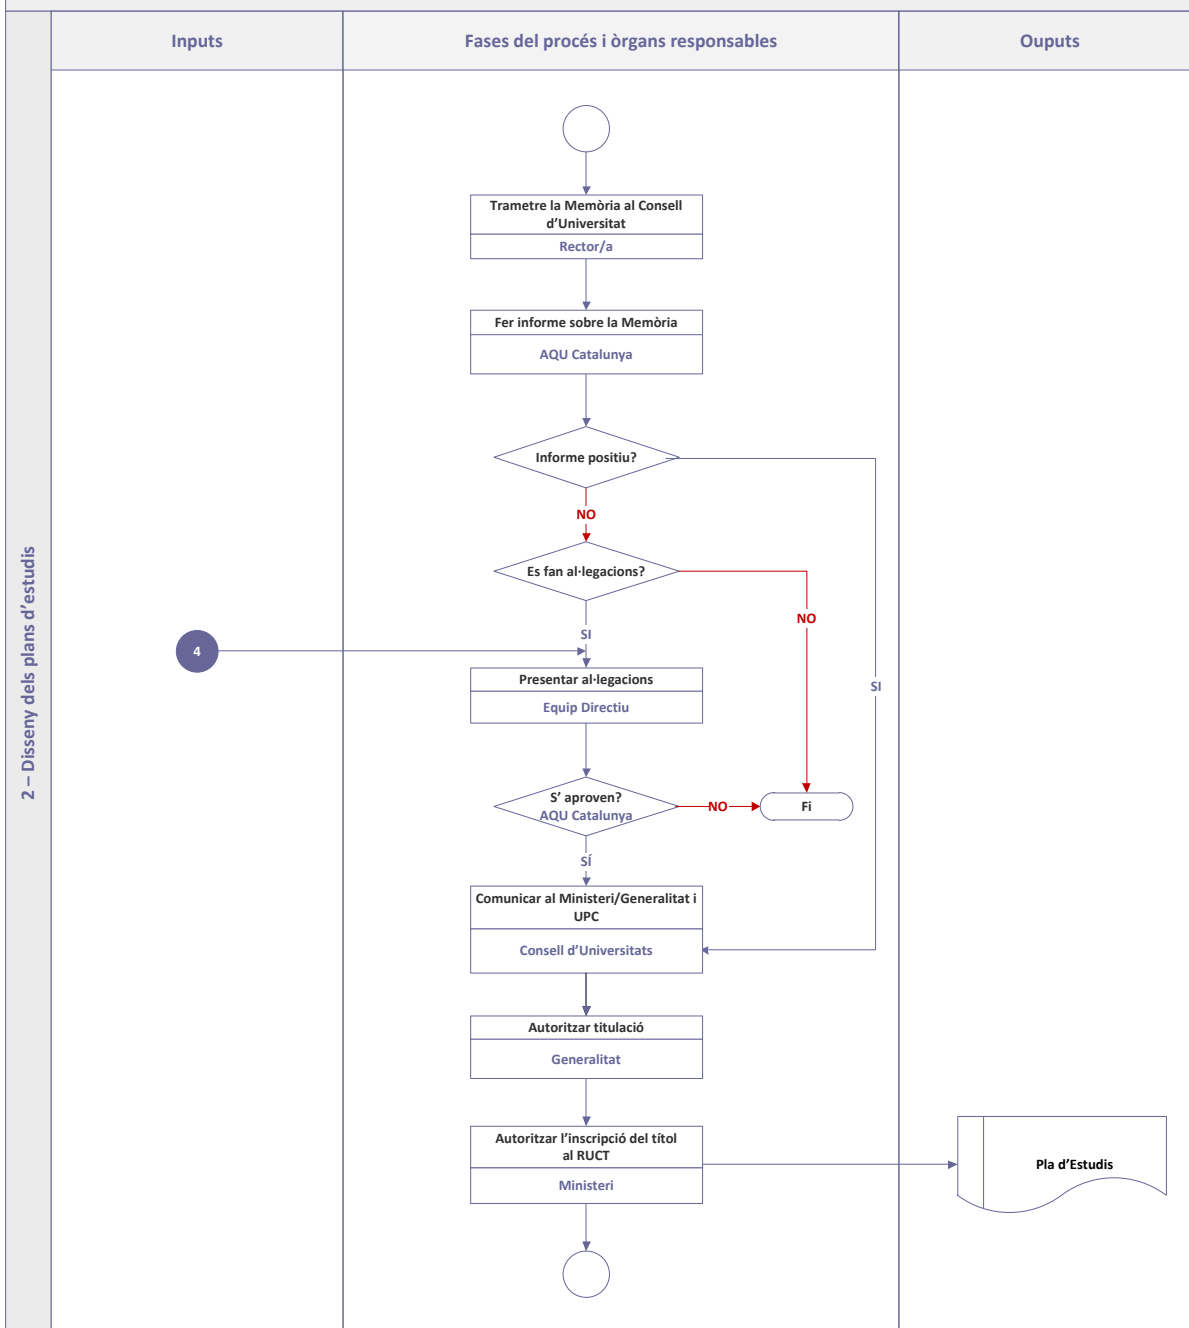 Inputs
Fases del procés i òrgans responsables
Ouputs
2 – Disseny dels plans d’estudis
Trametre la Memòria al Consell
d’Universitat
Rector/a
Fer informe sobre la Memòria
AQU Catalunya
Informe positiu?
NO
Es fan al·legacions?
NO
SI
4
Presentar al·legacions
SI
Equip Directiu
S’ aproven?
AQU Catalunya
NO
Fi
SÍ
Comunicar al Ministeri/Generalitat i
UPC
Consell d’Universitats
Autoritzar titulació
Generalitat
Autoritzar l’inscripció del títol
al RUCT
Ministeri
Pla d’Estudis